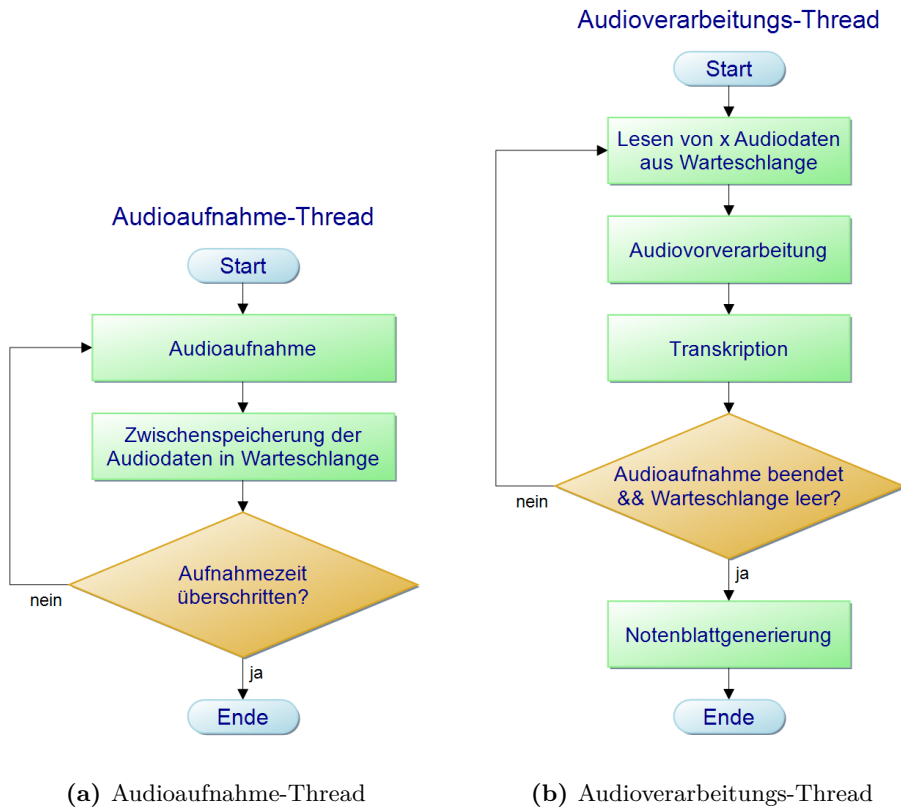 Audioaufnahme-Thread
Start
Audioaufnahme
Zwischenspeicherung der
Audiodaten in Warteschlange
Aufnahmezeit
überschritten?
nein
ja
Ende
(a) Audioaufnahme-Thread
Audioverarbeitungs-Thread
Start
Lesen von x Audiodaten
aus Warteschlange
Audiovorverarbeitung
Transkription
Audioaufnahme beendet
&& Warteschlange leer?
nein
ja
Notenblattgenerierung
Ende
(b) Audioverarbeitungs-Thread